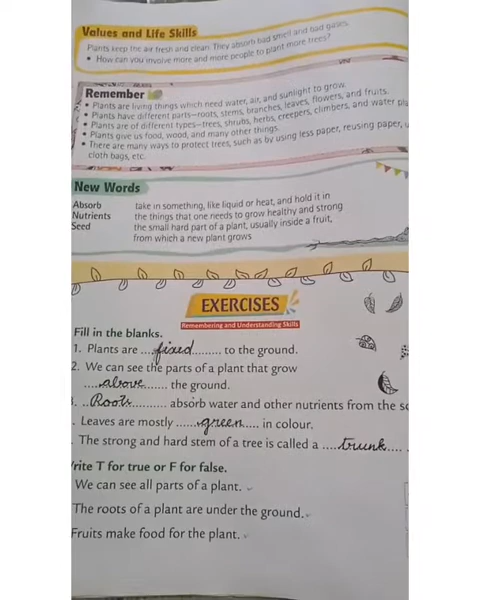 Values and Life Skills
Plants keep the air fresh and clean. They absorb bad smell and bad gases.
• How can you involve more and more people to plant more trees?
Remember
• Plants are living things which need water, air, and sunlight to grow.
• Plants have different parts—roots, stems, branches, leaves, flowers, and fruits.
• Plants are of different types—trees, shrubs, herbs, creepers, climbers, and water
• Plants give us food, wood, and many other things.
• There are many ways to protect trees, such as by using less paper, reusing paper,
cloth bags, etc.
New Words
Absorb take in something, like liquid or heat, and hold it in
Nutrients the things that one needs to grow healthy and strong
Seed the small hard part of a plant, usually inside a fruit,
from which a new plant grows
EXERCISES
Remembering and Understanding Skills
Fill in the blanks.
1. Plants are ....fixed.......... to the ground.
2. We can see the parts of a plant that grow
....above.......... the ground.
..Roots.......... absorb water and other nutrients from the
Leaves are mostly ......green..... in colour.
The strong and hard stem of a tree is called a ....trunk....
Write T for true or F for false.
We can see all parts of a plant.
The roots of a plant are under the ground.
Fruits make food for the plant.